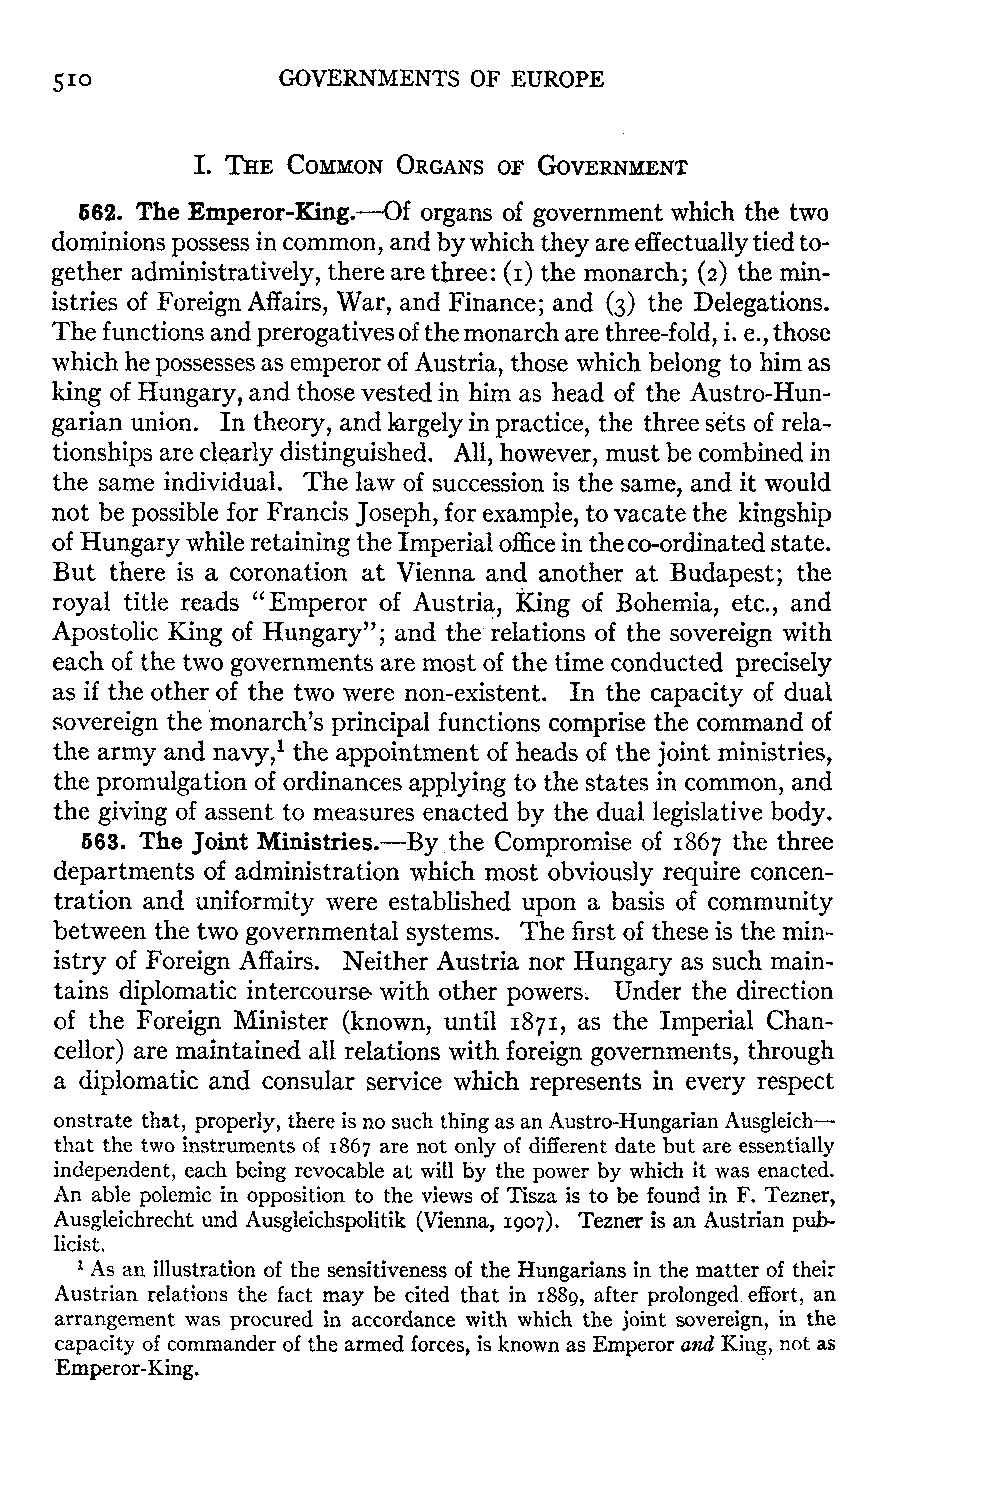 510 GOVERNMENTS OF EUROPE
I. The Common Organs of Government
562. The Emperor-King.—Of organs of government which the two
dominions possess in common, and by which they are effectually tied to-
gether administratively, there are three: (1) the monarch; (2) the min-
istries of Foreign Affairs, War, and Finance; and (3) the Delegations.
The functions and prerogatives of the monarch are three-fold, i. e., those
which he possesses as emperor of Austria, those which belong to him as
king of Hungary, and those vested in him as head of the Austro-Hun-
garian union. In theory, and largely in practice, the three sets of rela-
tionships are clearly distinguished. All, however, must be combined in
the same individual. The law of succession is the same, and it would
not be possible for Francis Joseph, for example, to vacate the kingship
of Hungary while retaining the Imperial office in the co-ordinated state.
But there is a coronation at Vienna and another at Budapest; the
royal title reads “Emperor of Austria, King of Bohemia, etc., and
Apostolic King of Hungary”; and the relations of the sovereign with
each of the two governments are most of the time conducted precisely
as if the other of the two were non-existent. In the capacity of dual
sovereign the monarch's principal functions comprise the command of
the army and navy,¹ the appointment of heads of the joint ministries,
the promulgation of ordinances applying to the states in common, and
the giving of assent to measures enacted by the dual legislative body.
563. The Joint Ministries.—By the Compromise of 1867 the three
departments of administration which most obviously require concen-
tration and uniformity were established upon a basis of community
between the two governmental systems. The first of these is the min-
istry of Foreign Affairs. Neither Austria nor Hungary as such main-
tains diplomatic intercourse with other powers. Under the direction
of the Foreign Minister (known, until 1871, as the Imperial Chan-
cellor) are maintained all relations with foreign governments, through
a diplomatic and consular service which represents in every respect
onstrate that, properly, there is no such thing as an Austro-Hungarian Ausgleich—
that the two instruments of 1867 are not only of different date but are essentially
independent, each being revocable at will by the power by which it was enacted.
An able polemic in opposition to the views of Tisza is to be found in F. Tezner,
Ausgleichrecht und Ausgleichspolitik (Vienna, 1907). Tezner is an Austrian pub-
licist.
¹ As an illustration of the sensitiveness of the Hungarians in the matter of their
Austrian relations the fact may be cited that in 1889, after prolonged effort, an
arrangement was procured in accordance with which the joint sovereign, in the
capacity of commander of the armed forces, is known as Emperor and King, not as
Emperor-King.